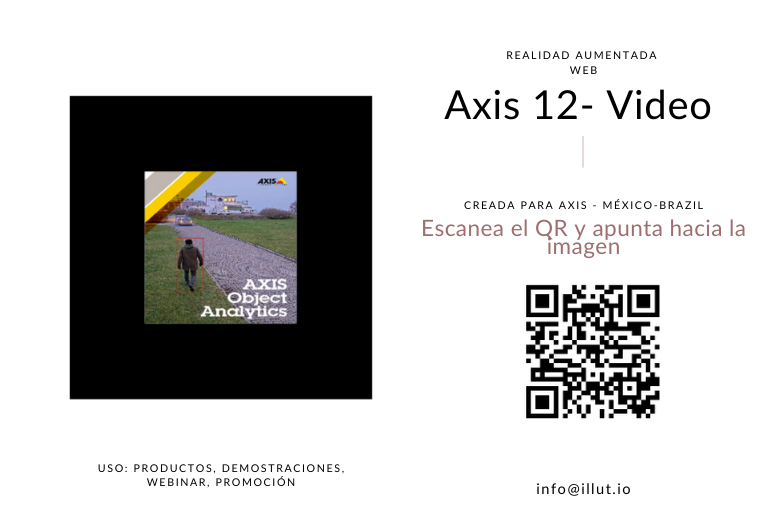 REALIDAD AUMENTADA
WEB
Axis 12- Video
CREADA PARA AXIS - MÉXICO-BRAZIL
Escanea el QR y apunta hacia la
imagen
AXIS
AXIS
Object
Analytics
USO: PRODUCTOS, DEMOSTRACIONES,
WEBINAR, PROMOCIÓN
info@illut.io